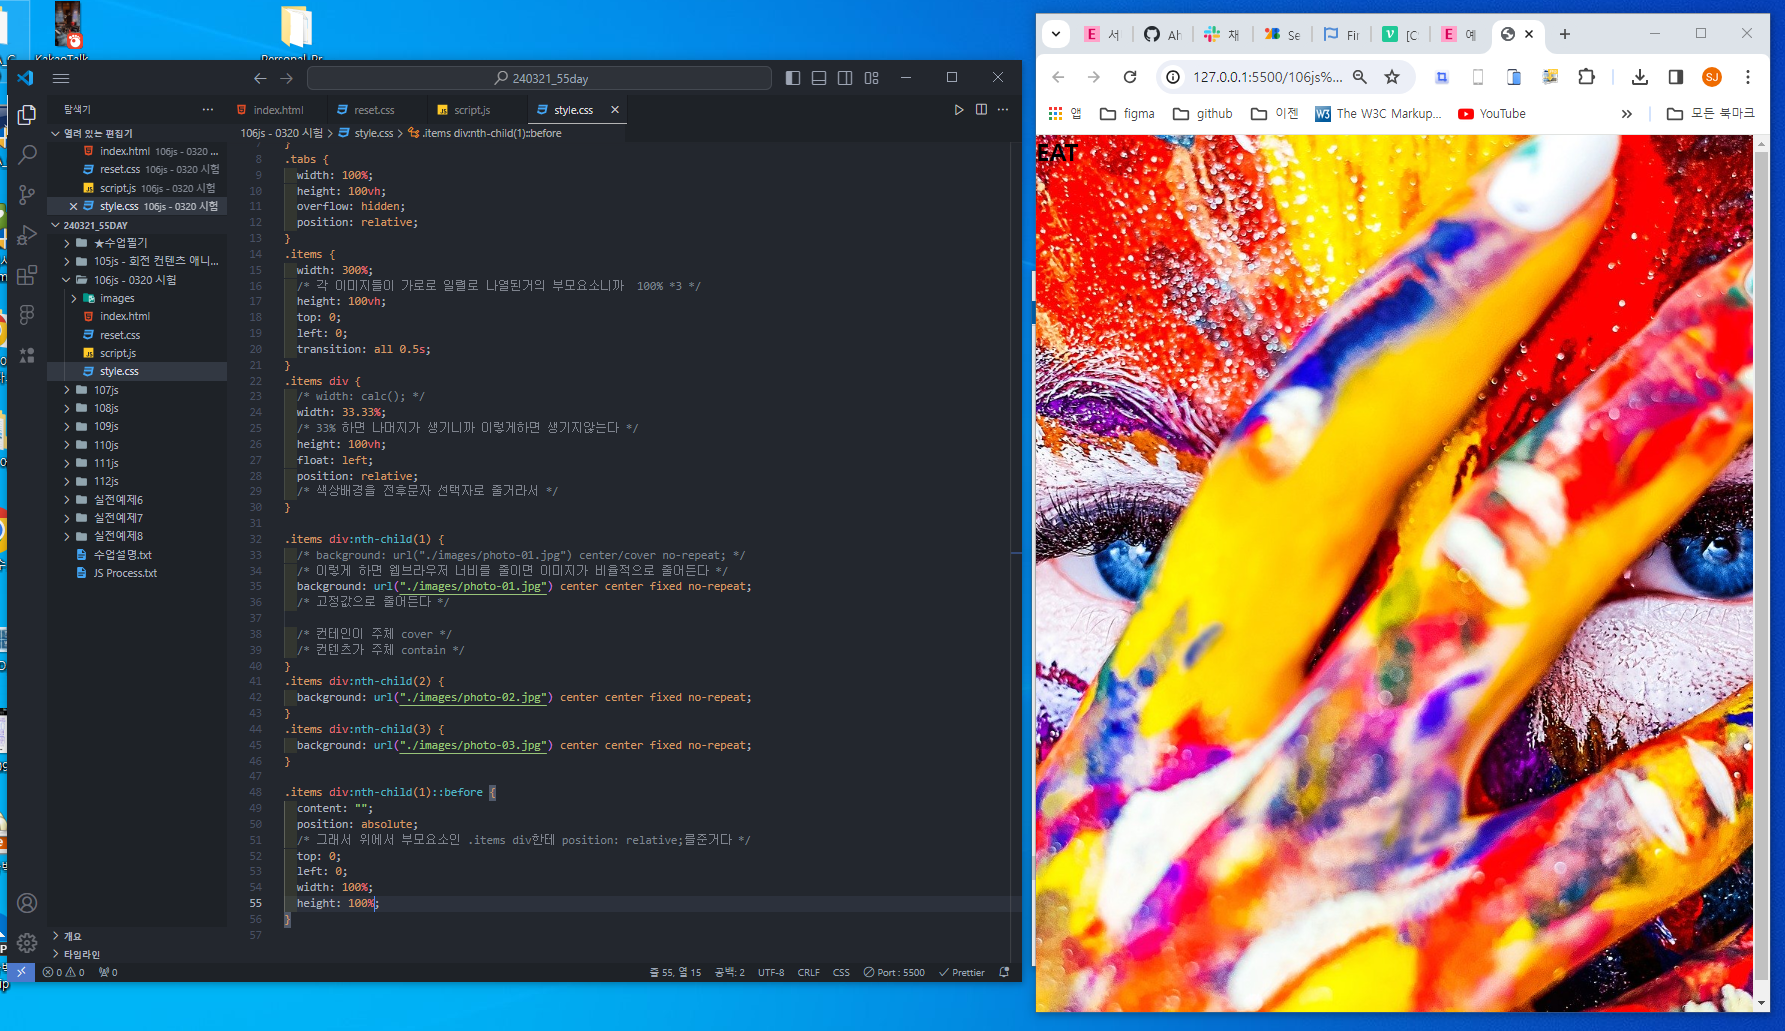 KakaoTalk
240321_55day
탐색기
index.html
reset.css
script.js
style.css
106js - 0320 시험 > style.css > .items div:nth-child(1)::before
열려 있는 편집기
index.html 106js - 0320 ...
reset.css 106js - 0320 시험
script.js 106js - 0320 시험
style.css 106js - 0320 시험
240321_55DAY
★수업필기
105js - 회전 컨텐츠 애니...
106js - 0320 시험
images
index.html
reset.css
script.js
style.css
107js
108js
109js
110js
111js
112js
실전예제6
실전예제7
실전예제8
수업설명.txt
JS Process.txt
개요
타임라인
7 }
8 .tabs {
9 width: 100%;
10 height: 100vh;
11 overflow: hidden;
12 position: relative;
13 }
14 .items {
15 width: 300%;
16 /* 각 이미지들이 가로로 일렬로 나열된거의 부모요소니까 100% *3 */
17 height: 100vh;
18 top: 0;
19 left: 0;
20 transition: all 0.5s;
21 }
22 .items div {
23 /* width: calc(); */
24 width: 33.33%;
25 /* 33% 하면 나머지가 생기니까 이렇게하면 생기지않는다 */
26 height: 100vh;
27 float: left;
28 position: relative;
29 /* 색상배경을 전후문자 선택자로 줄거라서 */
30 }
31
32 .items div:nth-child(1) {
33 /* background: url("./images/photo-01.jpg") center/cover no-repeat; */
34 /* 이렇게 하면 웹브라우저 너비를 줄이면 이미지가 비율적으로 줄어든다 */
35 background: url("./images/photo-01.jpg") center center fixed no-repeat;
36 /* 고정값으로 줄어든다 */
37
38 /* 컨테인이 주체 cover */
39 /* 컨텐츠가 주체 contain */
40 }
41 .items div:nth-child(2) {
42 background: url("./images/photo-02.jpg") center center fixed no-repeat;
43 }
44 .items div:nth-child(3) {
45 background: url("./images/photo-03.jpg") center center fixed no-repeat;
46 }
47
48 .items div:nth-child(1)::before {
49 content: "";
50 position: absolute;
51 /* 그래서 위에서 부모요소인 .items div한테 position: relative;를준거다 */
52 top: 0;
53 left: 0;
54 width: 100%;
55 height: 100%;
56 }
57
0 0 0
줄 55, 열 15 공백: 2 UTF-8 CRLF CSS Port : 5500 Prettier
E 서 Ah 채 Se Fir [C E 예
127.0.0.1:5500/106js%...
SJ
앱 figma github 이젠 The W3C Markup... YouTube » 모든 북마크
EAT